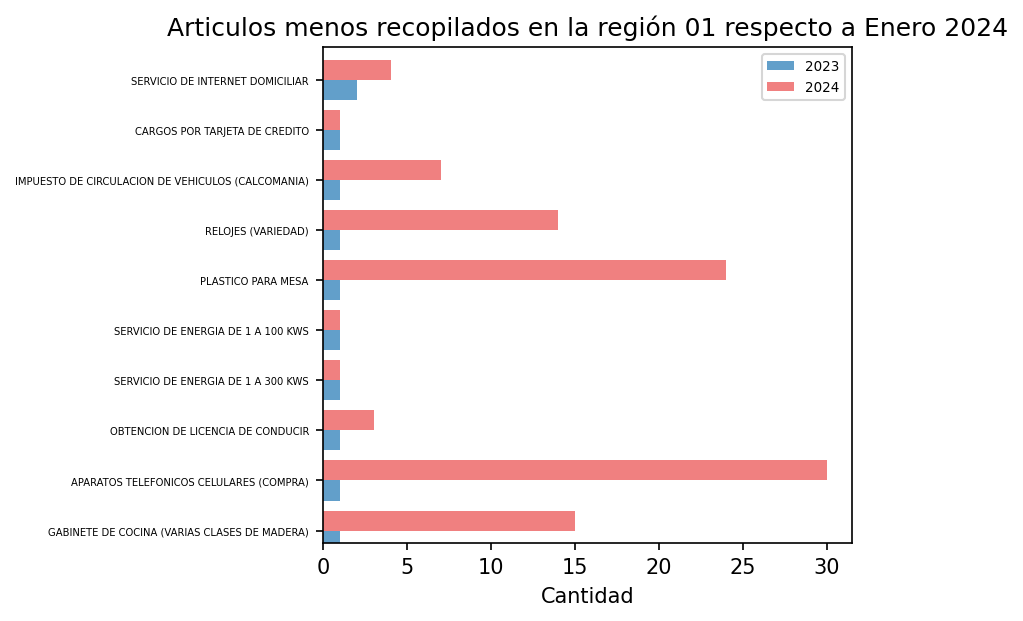 Articulos menos recopilados en la región 01 respecto a Enero 2024
2023
2024
SERVICIO DE INTERNET DOMICILIAR
CARGOS POR TARJETA DE CREDITO
IMPUESTO DE CIRCULACION DE VEHICULOS (CALCOMANIA)
RELOJES (VARIEDAD)
PLASTICO PARA MESA
SERVICIO DE ENERGIA DE 1 A 100 KWS
SERVICIO DE ENERGIA DE 1 A 300 KWS
OBTENCION DE LICENCIA DE CONDUCIR
APARATOS TELEFONICOS CELULARES (COMPRA)
GABINETE DE COCINA (VARIAS CLASES DE MADERA)
0 5 10 15 20 25 30
Cantidad